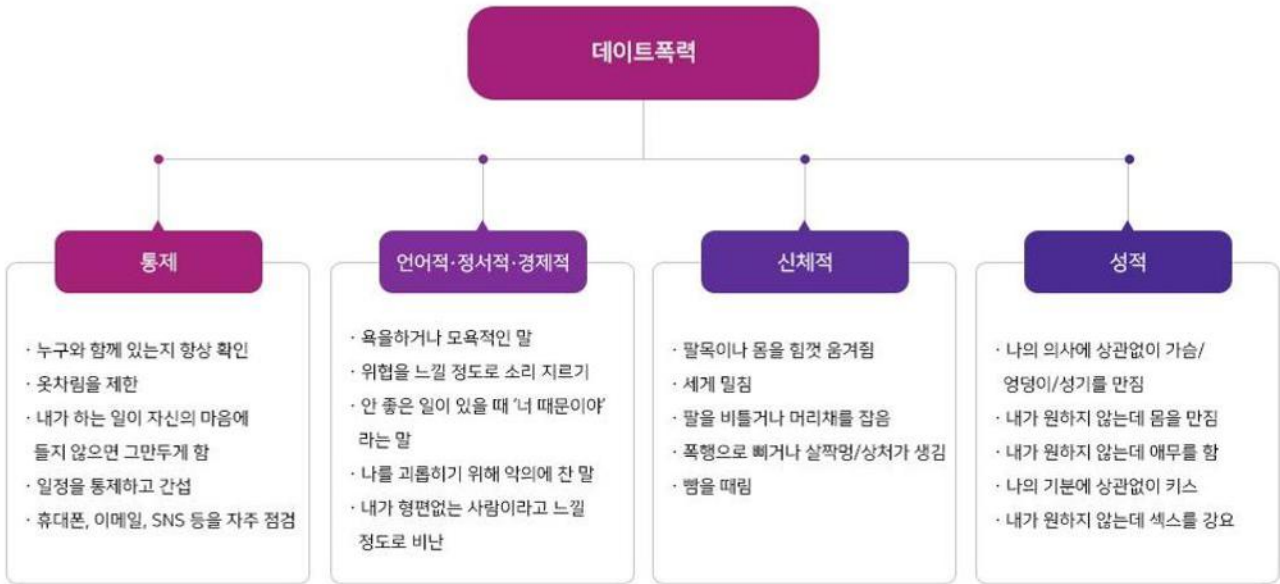 데이트폭력
통제
· 누구와 함께 있는지 항상 확인
· 옷차림을 제한
· 내가 하는 일이 자신의 마음에
들지 않으면 그만두게 함
· 일정을 통제하고 간섭
· 휴대폰, 이메일, SNS 등을 자주 점검
언어적·정서적·경제적
· 욕을하거나 모욕적인 말
· 위협을 느낄 정도로 소리 지르기
· 안 좋은 일이 있을 때 '너 때문이야'
라는 말
· 나를 괴롭히기 위해 악의에 찬 말
· 내가 형편없는 사람이라고 느낄
정도로 비난
신체적
· 팔목이나 몸을 힘껏 움겨쥠
· 세게 밀침
· 팔을 비틀거나 머리채를 잡음
· 폭행으로 삐거나 살짝멍/상처가 생김
· 뺨을 때림
성적
· 나의 의사에 상관없이 가슴/
엉덩이/성기를 만짐
· 내가 원하지 않는데 몸을 만짐
· 내가 원하지 않는데 애무를 함
· 나의 기분에 상관없이 키스
· 내가 원하지 않는데 섹스를 강요